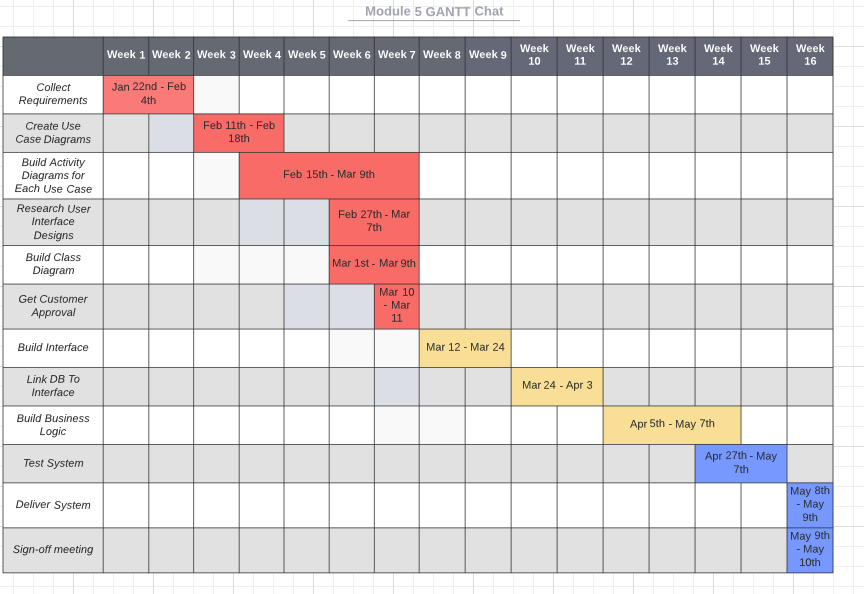 Module 5 GANTT Chat
Week 1 Week 2 Week 3 Week 4 Week 5 Week 6 Week 7 Week 8 Week 9 Week 10 Week 11 Week 12 Week 13 Week 14 Week 15 Week 16
Collect
Requirements
Jan 22nd - Feb
4th
Create Use
Case Diagrams
Feb 11th - Feb
18th
Build Activity
Diagrams for
Each Use Case
Feb 15th - Mar 9th
Research User
Interface
Designs
Feb 27th - Mar
7th
Build Class
Diagram
Mar 1st - Mar 9th
Get Customer
Approval
Mar 10
- Mar
11
Build Interface
Mar 12 - Mar 24
Link DB To
Interface
Mar 24 - Apr 3
Build Business
Logic
Apr 5th - May 7th
Test System
Apr 27th - May
7th
Deliver System
May 8th
- May
9th
Sign-off meeting
May 9th
- May
10th